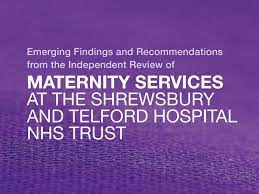 Emerging Findings and Recommendations
from the Independent Review of
MATERNITY SERVICES
AT THE SHREWSBURY
AND TELFORD HOSPITAL
NHS TRUST